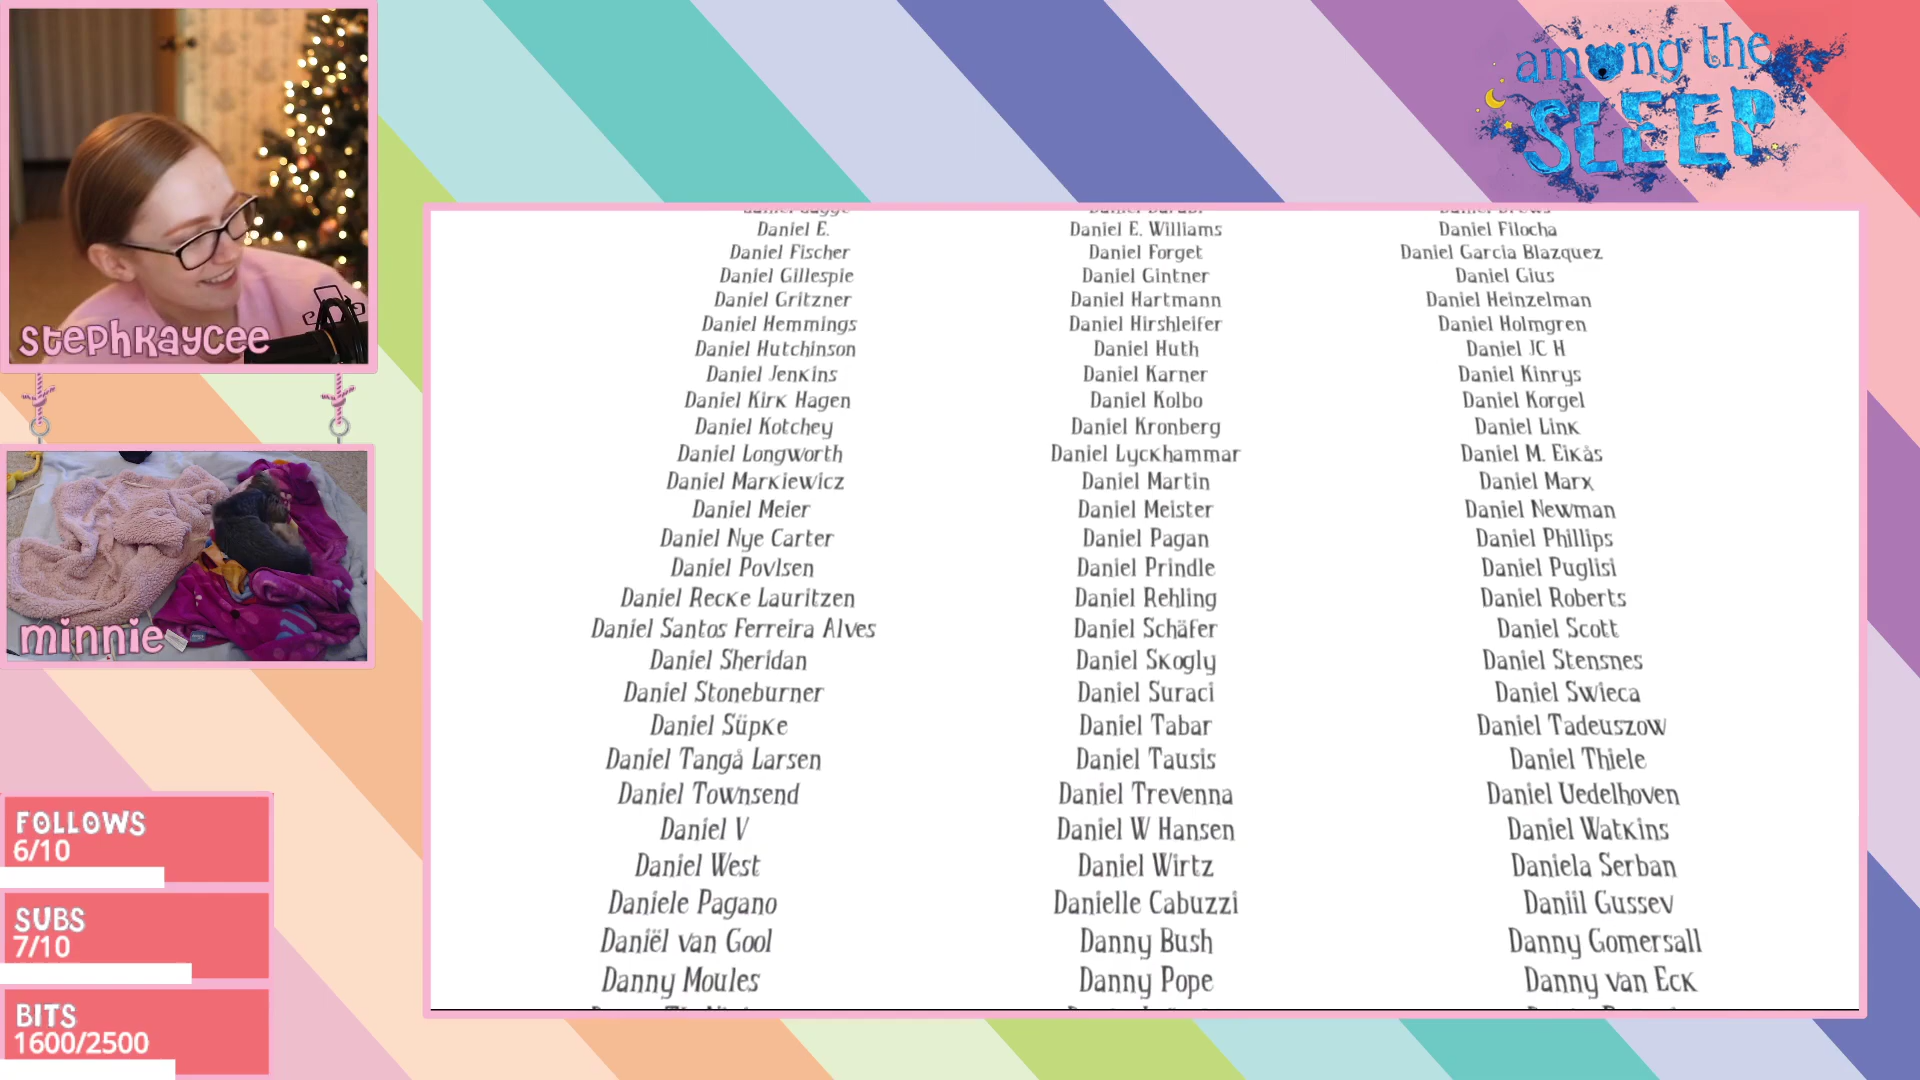 among the
SLEEP
Daniel E. Daniel E. Williams Daniel Filocha
Daniel Fischer Daniel Forget Daniel Garcia Blazquez
Daniel Gillespie Daniel Gintner Daniel Gius
Daniel Gritzner Daniel Hartmann Daniel Heinzelman
Daniel Hemmings Daniel Hirshleifer Daniel Holmgren
Daniel Hutchinson Daniel Huth Daniel JC H
Daniel Jenkins Daniel Karner Daniel Kinrys
Daniel Kirk Hagen Daniel Kolbo Daniel Korgel
Daniel Kotchey Daniel Kronberg Daniel Link
Daniel Longworth Daniel Lyckhammar Daniel M. Eikås
Daniel Markiewicz Daniel Martin Daniel Marx
Daniel Meier Daniel Meister Daniel Newman
Daniel Nye Carter Daniel Pagan Daniel Phillips
Daniel Povlsen Daniel Prindle Daniel Puglisi
Daniel Recke Lauritzen Daniel Rehling Daniel Roberts
Daniel Santos Ferreira Alves Daniel Schäfer Daniel Scott
Daniel Sheridan Daniel Skogly Daniel Stensnes
Daniel Stoneburner Daniel Suraci Daniel Swieca
Daniel Süpke Daniel Tabar Daniel Tadeuszow
Daniel Tangå Larsen Daniel Tausis Daniel Thiele
Daniel Townsend Daniel Trevenna Daniel Uedelhoven
Daniel V Daniel W Hansen Daniel Watkins
Daniel West Daniel Wirtz Daniela Serban
Daniele Pagano Danielle Cabuzzi Daniil Gussev
Daniël van Gool Danny Bush Danny Gomersall
Danny Moules Danny Pope Danny van Eck
stephkaycee
minnie
FOLLOWS
6/10
SUBS
7/10
BITS
1600/2500